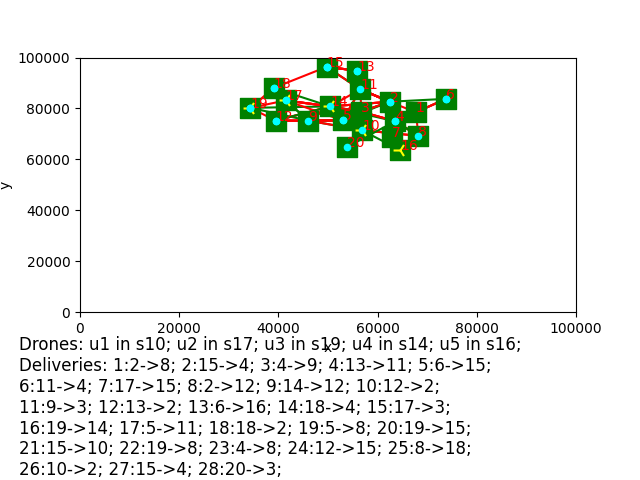 100000
80000
60000
40000
20000
0
y
0 20000 40000 60000 80000 100000
x
Drones: u1 in s10; u2 in s17; u3 in s19; u4 in s14; u5 in s16;
Deliveries: 1:2->8; 2:15->4; 3:4->9; 4:13->11; 5:6->15;
6:11->4; 7:17->15; 8:2->12; 9:14->12; 10:12->2;
11:9->3; 12:13->2; 13:6->16; 14:18->4; 15:17->3;
16:19->14; 17:5->11; 18:18->2; 19:5->8; 20:19->15;
21:15->10; 22:19->8; 23:4->8; 24:12->15; 25:8->18;
26:10->2; 27:15->4; 28:20->3;